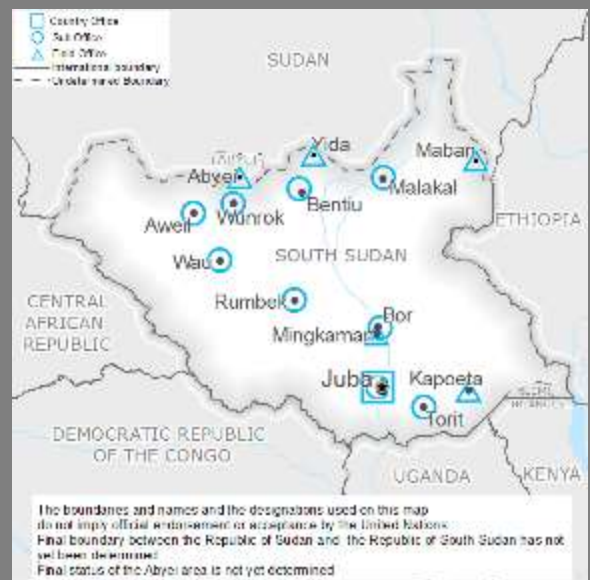 Country Office
Sub Office
Field Office
International boundary
Undetermined Boundary
SUDAN
Yida
Maban
Abyei
Malakal
Bentiu
Wunrok
Aweil
ETHIOPIA
SOUTH SUDAN
Wau
CENTRAL
AFRICAN
REPUBLIC
Rumbek
Bor
Mingkaman
Juba
Kapoeta
Torit
DEMOCRATIC REPUBLIC
OF THE CONGO
UGANDA
KENYA
The boundaries and names and the designations used on this map
do not imply official endorsement or acceptance by the United Nations
Final boundary between the Republic of Sudan and the Republic of South Sudan has not
yet been determined
Final status of the Abyei area is not yet determined